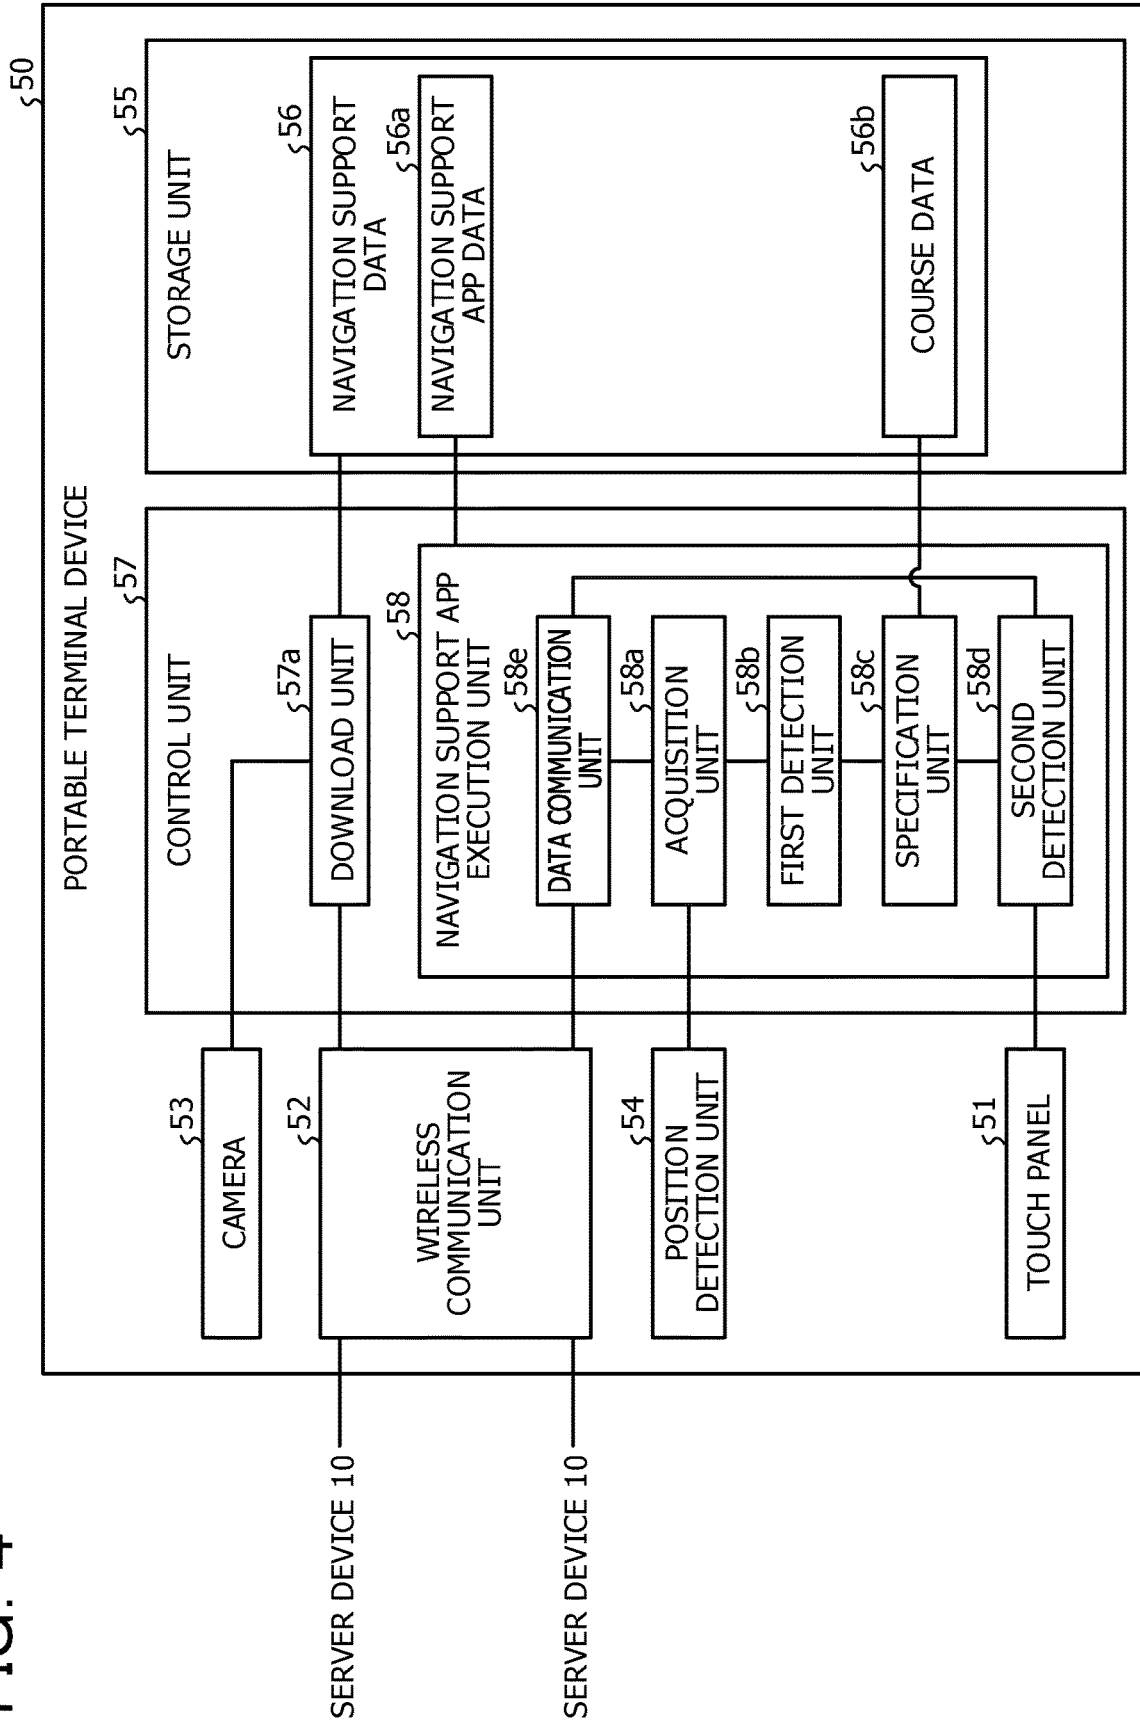 FIG. 4
50
PORTABLE TERMINAL DEVICE
53
CAMERA
52
WIRELESS
COMMUNICATION
UNIT
54
POSITION
DETECTION UNIT
51
TOUCH PANEL
SERVER DEVICE 10
SERVER DEVICE 10
57
CONTROL UNIT
57a
DOWNLOAD UNIT
58
NAVIGATION SUPPORT APP
EXECUTION UNIT
58e
DATA COMMUNICATION
UNIT
58a
ACQUISITION
UNIT
58b
FIRST DETECTION
UNIT
58c
SPECIFICATION
UNIT
58d
SECOND
DETECTION UNIT
55
STORAGE UNIT
56
NAVIGATION SUPPORT
DATA
56a
NAVIGATION SUPPORT
APP DATA
56b
COURSE DATA